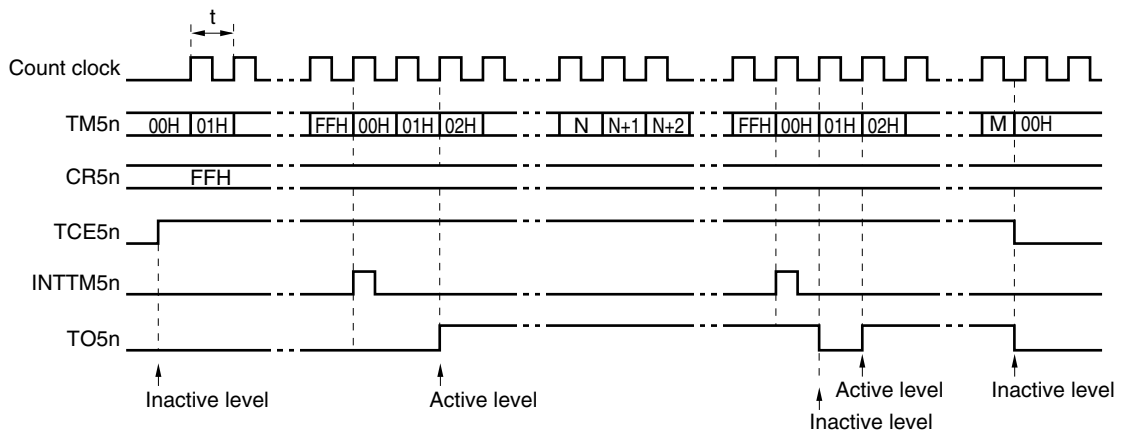 t
Count clock
TM5n 00H 01H FFH 00H 01H 02H N N+1 N+2 FFH 00H 01H 02H M 00H
CR5n FFH
TCE5n
INTTM5n
TO5n
Inactive level Active level Active level Inactive level
Inactive level